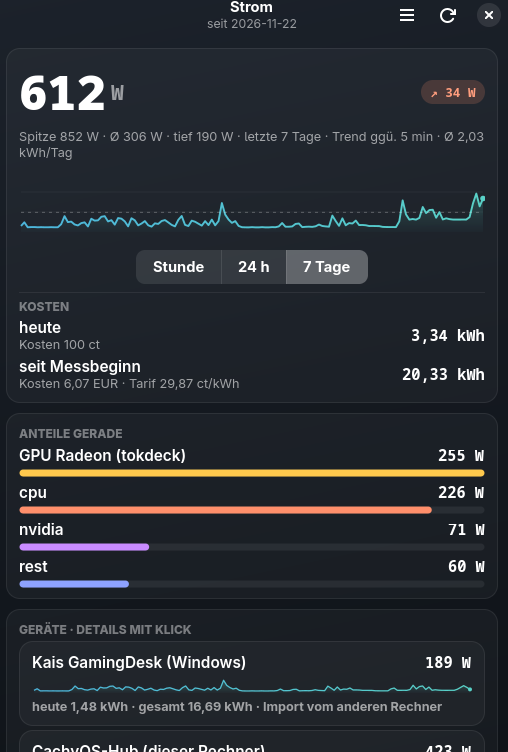 Strom
seit 2026-11-22
612 W
↗ 34 W
Spitze 852 W · Ø 306 W · tief 190 W · letzte 7 Tage · Trend ggü. 5 min · Ø 2,03
kWh/Tag
Stunde 24 h 7 Tage
KOSTEN
heute
3,34 kWh
Kosten 100 ct
seit Messbeginn
20,33 kWh
Kosten 6,07 EUR · Tarif 29,87 ct/kWh
ANTEILE GERADE
GPU Radeon (tokdeck) 255 W
cpu 226 W
nvidia 71 W
rest 60 W
GERÄTE · DETAILS MIT KLICK
Kais GamingDesk (Windows) 189 W
heute 1,48 kWh · gesamt 16,69 kWh · Import vom anderen Rechner
CachyOS-Hub (dieser Rechner) 423 W